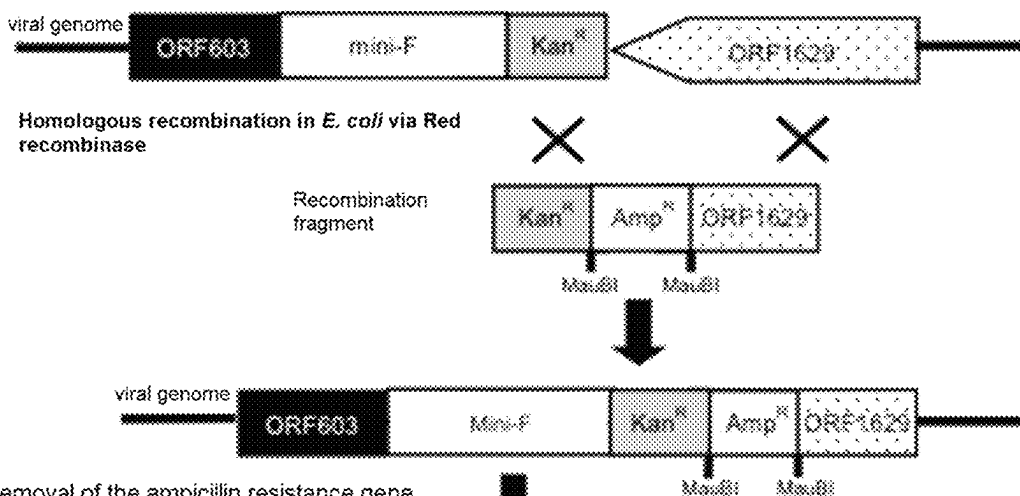 viral genome
ORF603 mini-F Kan^R ORF1629
Homologous recombination in E. coli via Red
recombinase
Recombination
fragment
Kan^R Amp^R ORF1629
MauBI MauBI
viral genome
ORF603 Mini-F Kan^R Amp^R ORF1629
MauBI MauBI
emoval of the ampicillin resistance gene